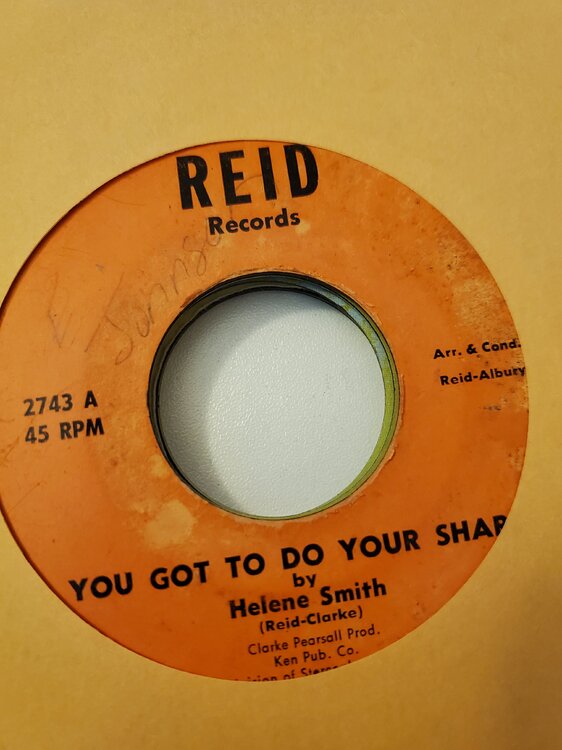 REID
Records
Arr. & Cond.
Reid-Albury
2743 A
45 RPM
YOU GOT TO DO YOUR SHAR
by
Helene Smith
(Reid-Clarke)
Clarke Pearsall Prod.
Ken Pub. Co.
of